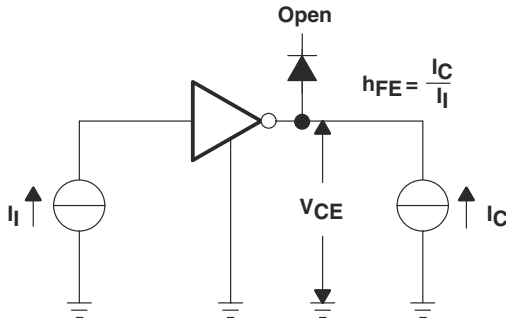 Open
hFE = IC
II
II
VCE
IC